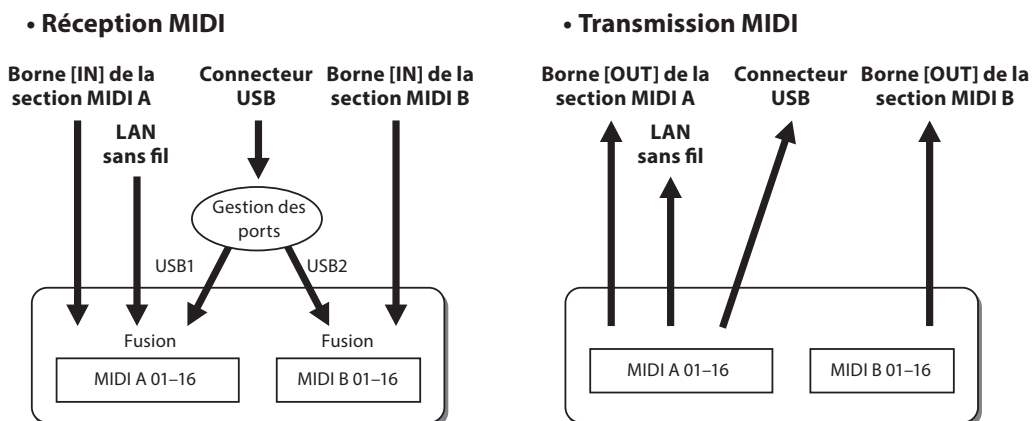 • Réception MIDI
Borne [IN] de la
section MIDI A
LAN
sans fil
Connecteur
USB
Borne [IN] de la
section MIDI B
Gestion des
ports
USB1
USB2
Fusion
Fusion
MIDI A 01–16
MIDI B 01–16
• Transmission MIDI
Borne [OUT] de la
section MIDI A
LAN
sans fil
Connecteur
USB
Borne [OUT] de la
section MIDI B
MIDI A 01–16
MIDI B 01–16